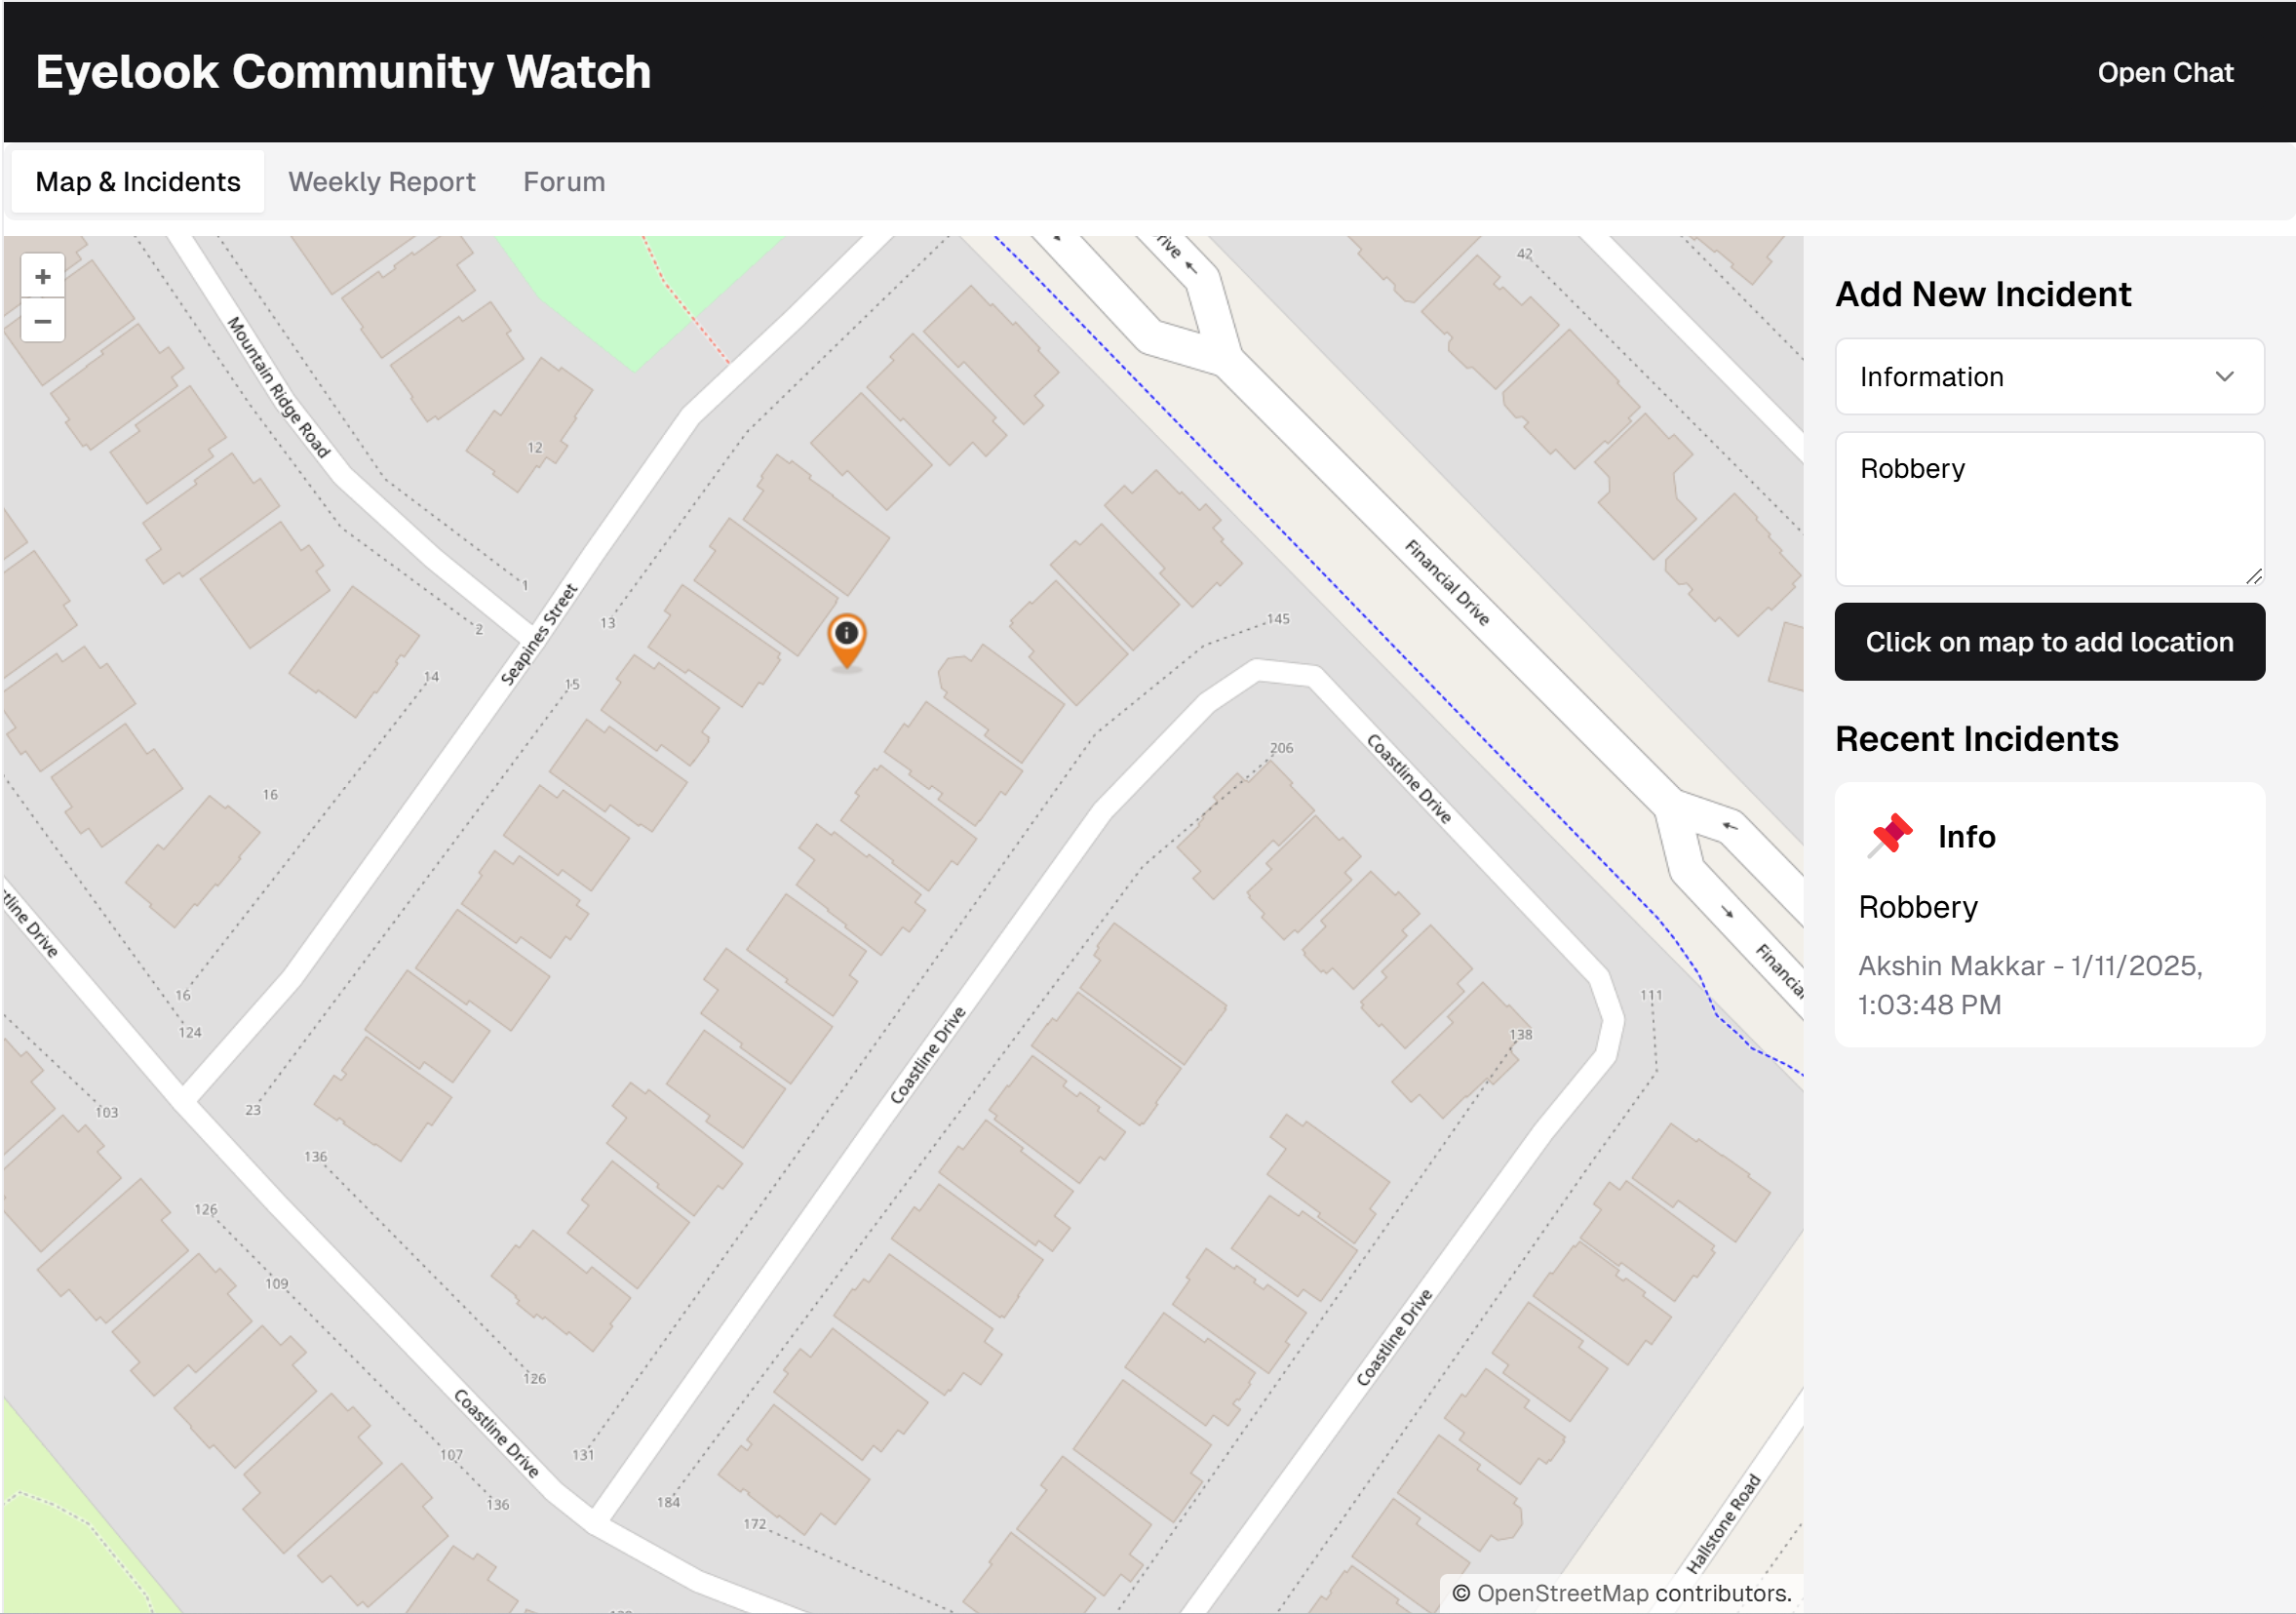 Eyelook Community Watch
Open Chat
Map & Incidents
Weekly Report
Forum
+
−
Mountain Ridge Road
Seapines Street
Financial Drive
Coastline Drive
Coastline Drive
Coastline Drive
Coastline Drive
Hallstone Road
42
12
1
2
13
14
15
145
16
206
16
124
111
138
103
23
136
126
109
126
107
131
136
184
172
© OpenStreetMap contributors.
Add New Incident
Information
Robbery
Click on map to add location
Recent Incidents
Info
Robbery
Akshin Makkar - 1/11/2025,
1:03:48 PM